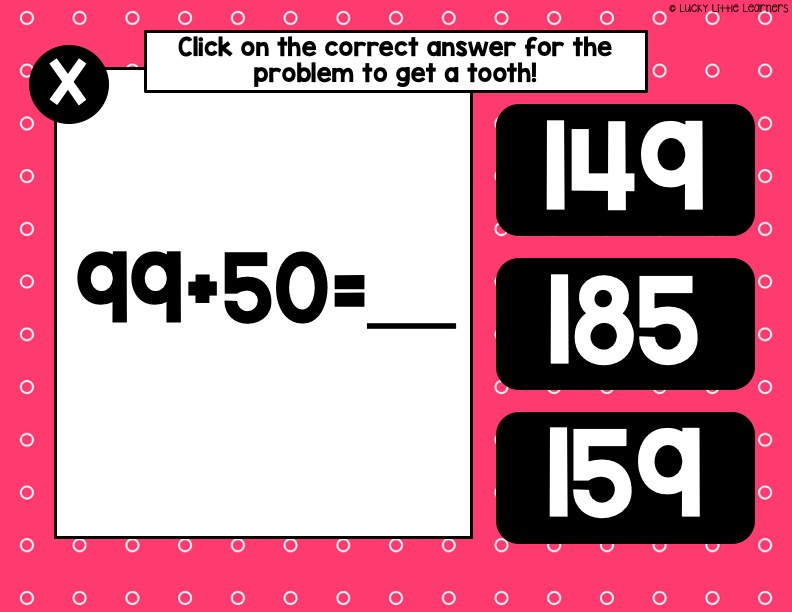 © Lucky Little Learners
Click on the correct answer for the
problem to get a tooth!
X
99+50=__
149
185
159